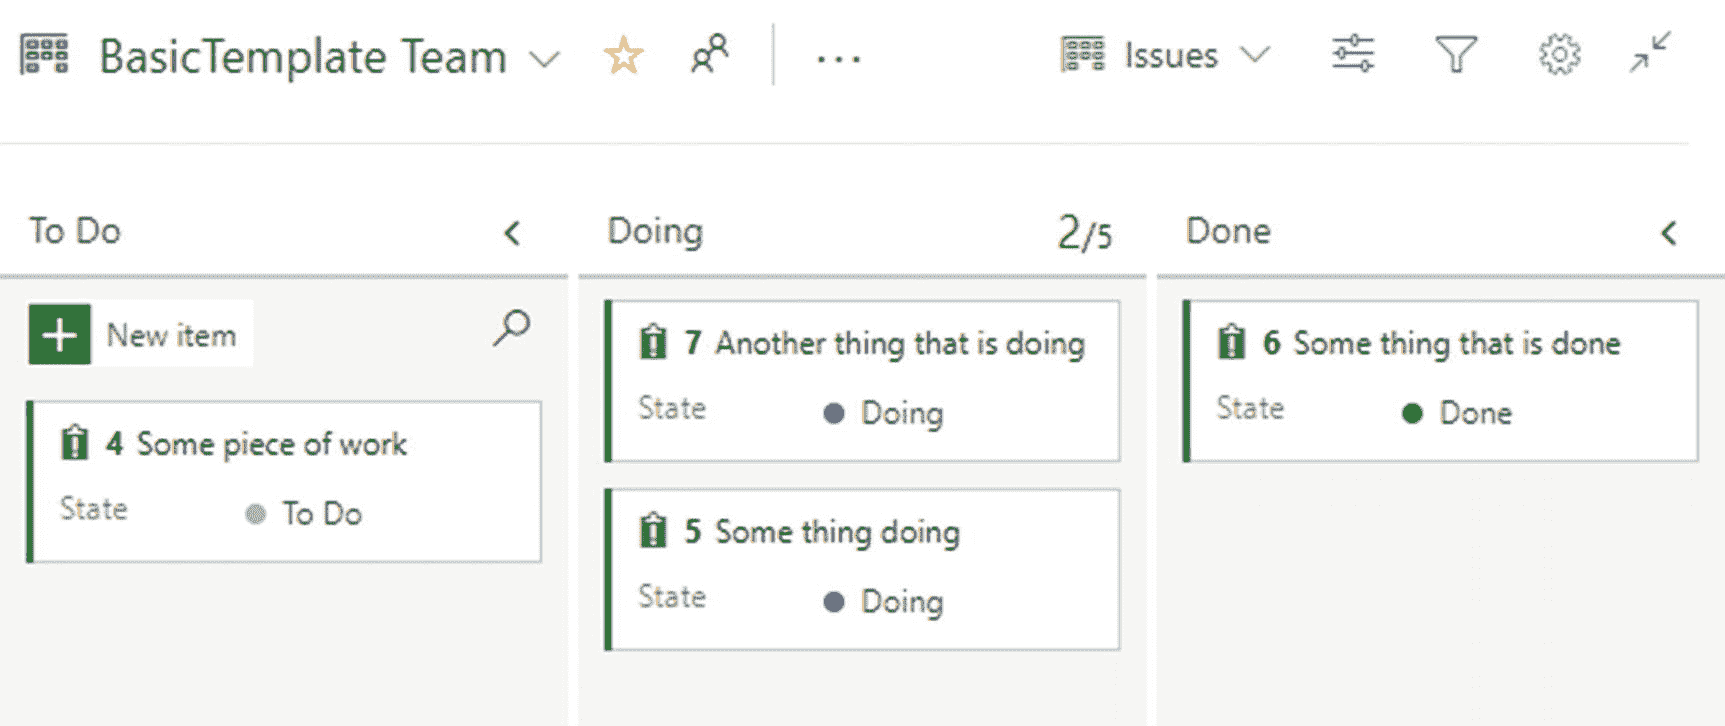 BasicTemplate Team
Issues
To Do
Doing
2/5
Done
New item
4 Some piece of work
State
To Do
7 Another thing that is doing
State
Doing
5 Some thing doing
State
Doing
6 Some thing that is done
State
Done